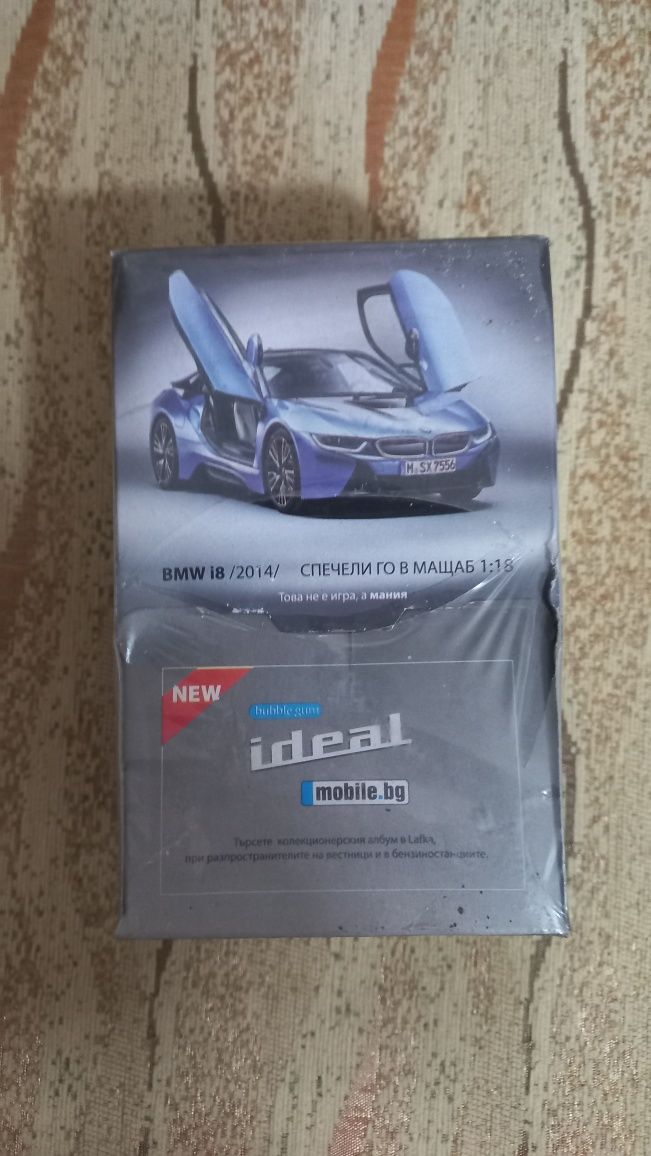 M SX 7556
BMW i8 /2014/ СПЕЧЕЛИ ГО В МАЩАБ 1:18
Това не е игра, а мания
NEW
bubble gum
ideal
mobile.bg
Търсете колекционерския албум в Lafka,
при разпространителите на вестници и в бензиностанциите.